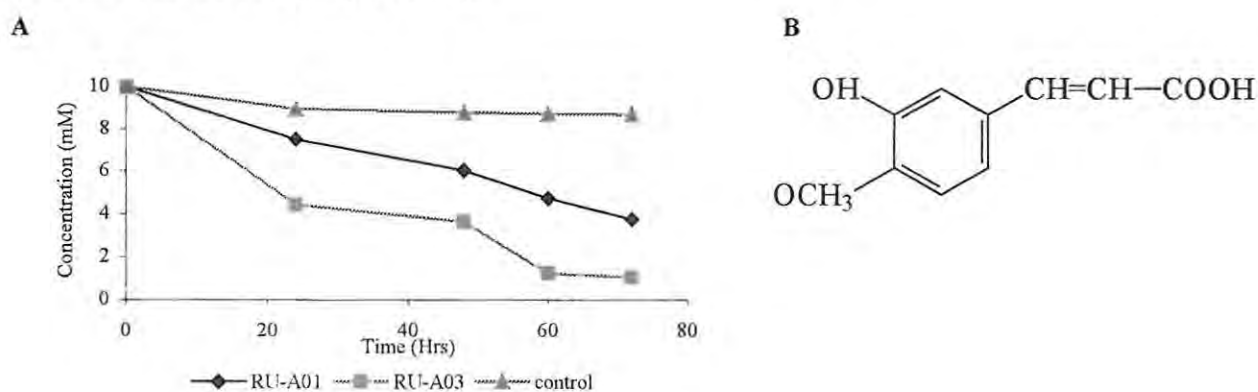 A
B
10
8
6
4
2
0
Concentration (mM)
0
20
40
60
80
Time (Hrs)
RU-A01
RU-A03
control
OH
CH=CH—COOH
OCH3